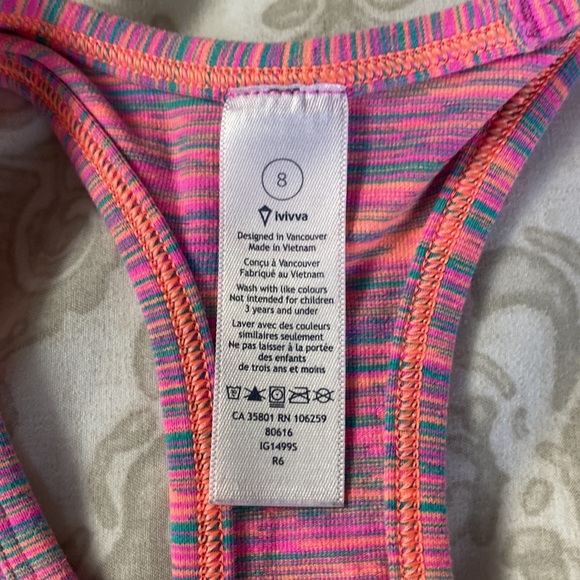 8
ivivva
Designed in Vancouver
Made in Vietnam
Conçu à Vancouver
Fabriqué au Vietnam
Wash with like colours
Not intended for children
3 years and under
Laver avec des couleurs
similaires seulement
Ne pas laisser à la portée
des enfants
de trois ans et moins
CA 35801 RN 106259
80616
IG1499S
R6